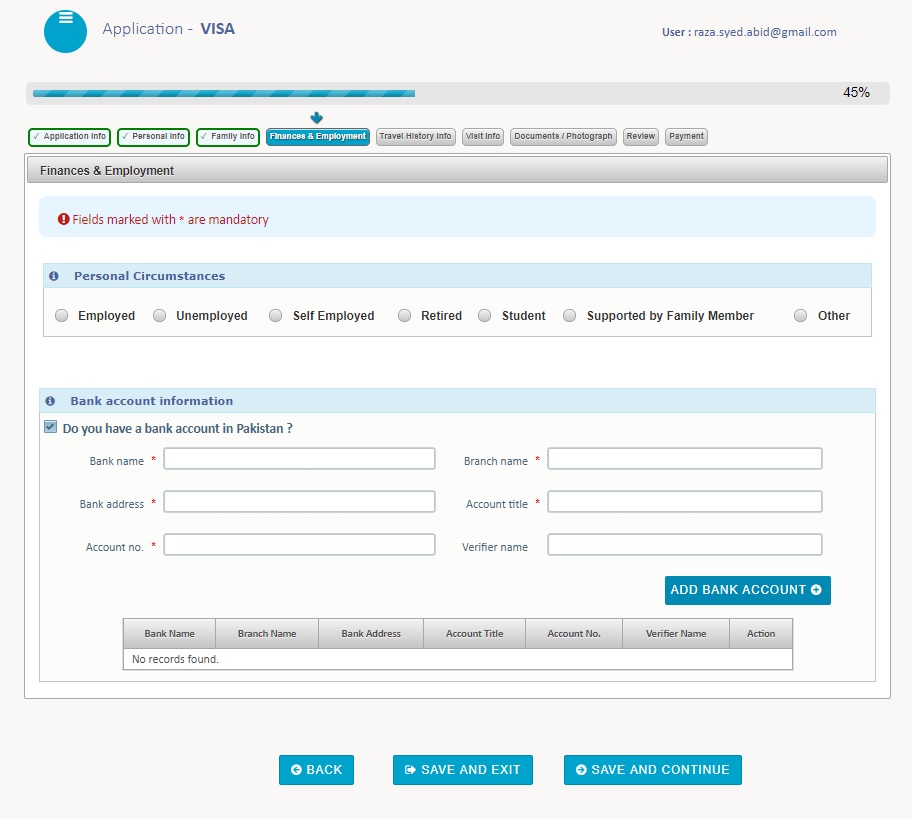 Application - VISA
User : raza.syed.abid@gmail.com
45%
✓ Application Info ✓ Personal Info ✓ Family Info Finances & Employment Travel History Info Visit Info Documents / Photograph Review Payment
Finances & Employment
Fields marked with * are mandatory
Personal Circumstances
Employed Unemployed Self Employed Retired Student Supported by Family Member Other
Bank account information
Do you have a bank account in Pakistan ?
Bank name * Branch name *
Bank address * Account title *
Account no. * Verifier name
ADD BANK ACCOUNT
Bank Name Branch Name Bank Address Account Title Account No. Verifier Name Action
No records found.
BACK SAVE AND EXIT SAVE AND CONTINUE